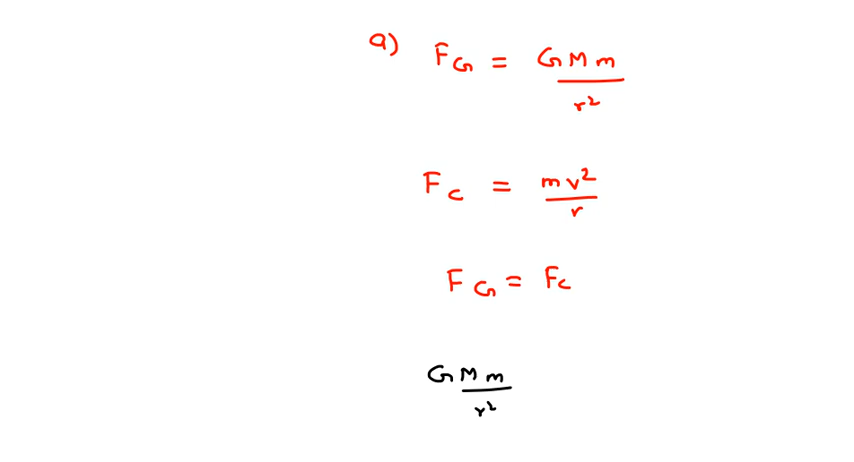 a) F_G = GMm/r²
F_c = mv²/r
F_G = F_c
GMm/r²